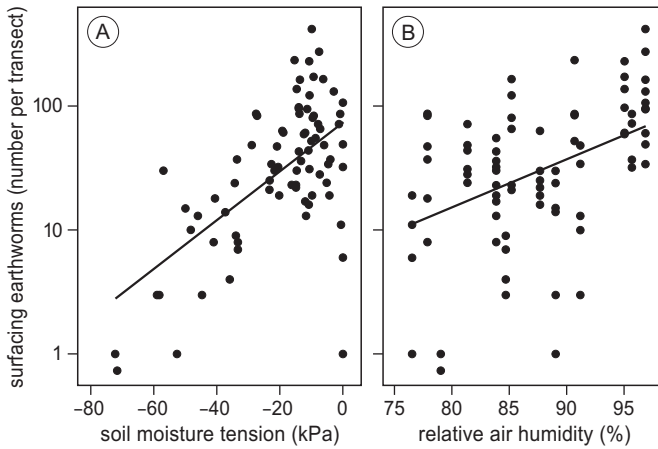 surfacing earthworms (number per transect)
A
B
100
10
1
−80 −60 −40 −20 0
75 80 85 90 95
soil moisture tension (kPa)
relative air humidity (%)